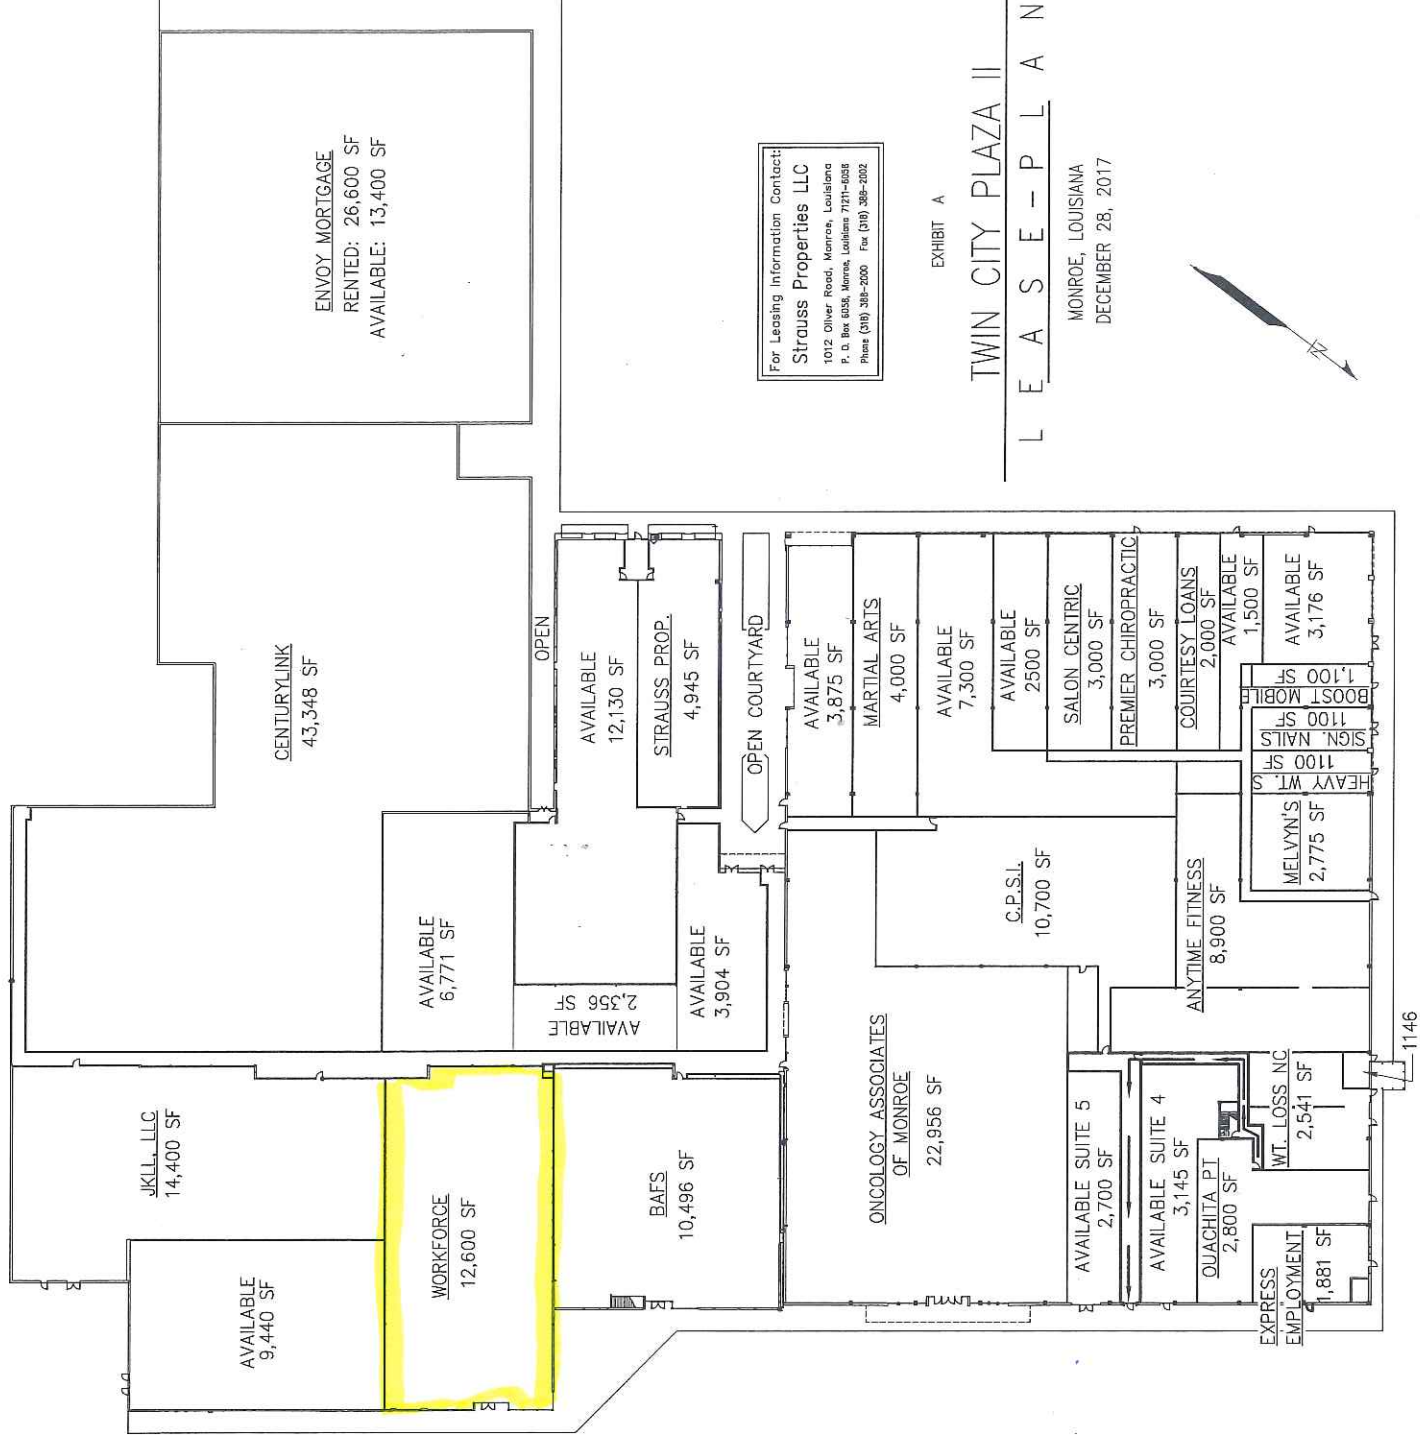 ENVOY MORTGAGE
RENTED: 26,600 SF
AVAILABLE: 13,400 SF
CENTURYLINK
43,348 SF
JKLL, LLC
14,400 SF
AVAILABLE
9,440 SF
WORKFORCE
12,600 SF
AVAILABLE
6,771 SF
OPEN
AVAILABLE
12,130 SF
STRAUSS PROP.
4,945 SF
AVAILABLE
2,356 SF
AVAILABLE
3,904 SF
BAFS
10,496 SF
OPEN COURTYARD
For Leasing Information Contact:
Strauss Properties LLC
1012 Oliver Road, Monroe, Louisiana
P. O. Box 6058, Monroe, Louisiana 71211-6058
Phone (318) 388-2000 Fax (318) 388-2002
EXHIBIT A
TWIN CITY PLAZA II
LEASE-PLAN
MONROE, LOUISIANA
DECEMBER 28, 2017
N
AVAILABLE
3,875 SF
MARTIAL ARTS
4,000 SF
AVAILABLE
7,300 SF
AVAILABLE
2500 SF
SALON CENTRIC
3,000 SF
PREMIER CHIROPRACTIC
3,000 SF
COUIRTESY LOANS
2,000 SF
AVAILABLE
1,500 SF
AVAILABLE
3,176 SF
BOOST MOBILE
1,100 SF
SIGN. NAILS
1100 SF
HEAVY WT. S
1100 SF
MELVYN'S
2,775 SF
C.P.S.I.
10,700 SF
ANYTIME FITNESS
8,900 SF
ONCOLOGY ASSOCIATES
OF MONROE
22,956 SF
AVAILABLE SUITE 5
2,700 SF
AVAILABLE SUITE 4
3,145 SF
OUACHITA PT
2,800 SF
WT. LOSS NC
2,541 SF
EXPRESS
EMPLOYMENT
1,881 SF
1146